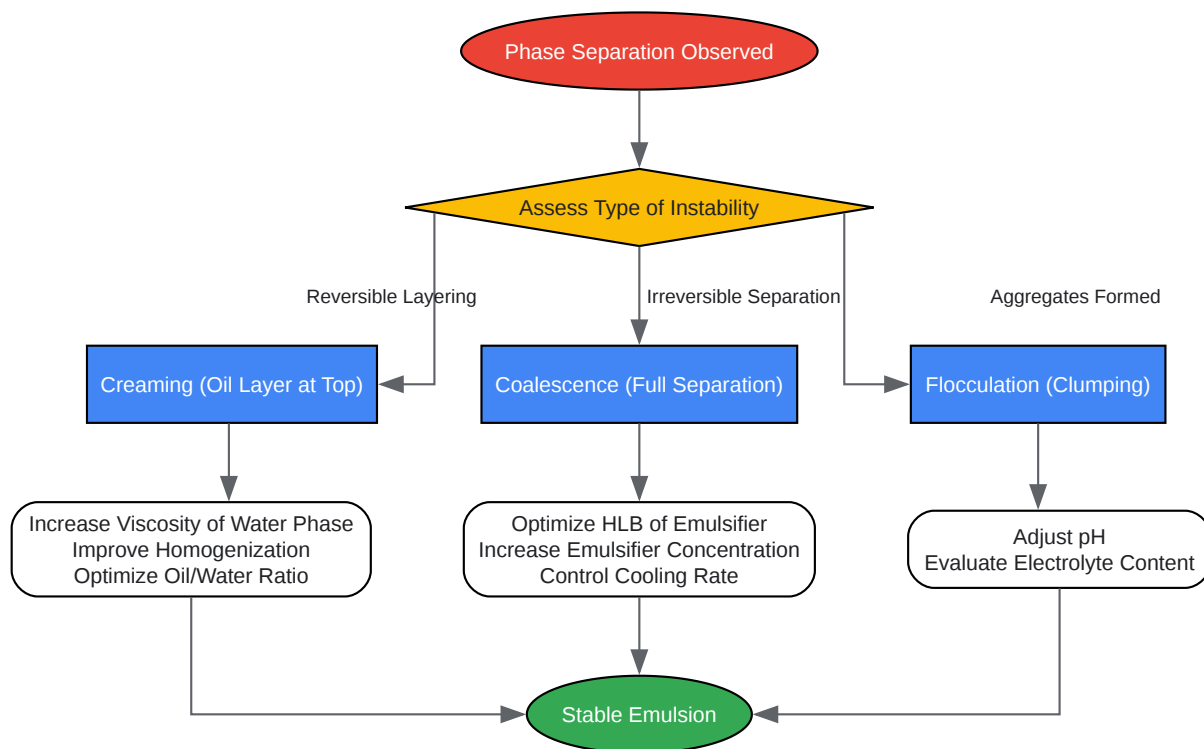 Phase Separation Observed
Assess Type of Instability
Reversible Layering
Irreversible Separation
Aggregates Formed
Creaming (Oil Layer at Top)
Coalescence (Full Separation)
Flocculation (Clumping)
Increase Viscosity of Water Phase
Improve Homogenization
Optimize Oil/Water Ratio
Optimize HLB of Emulsifier
Increase Emulsifier Concentration
Control Cooling Rate
Adjust pH
Evaluate Electrolyte Content
Stable Emulsion